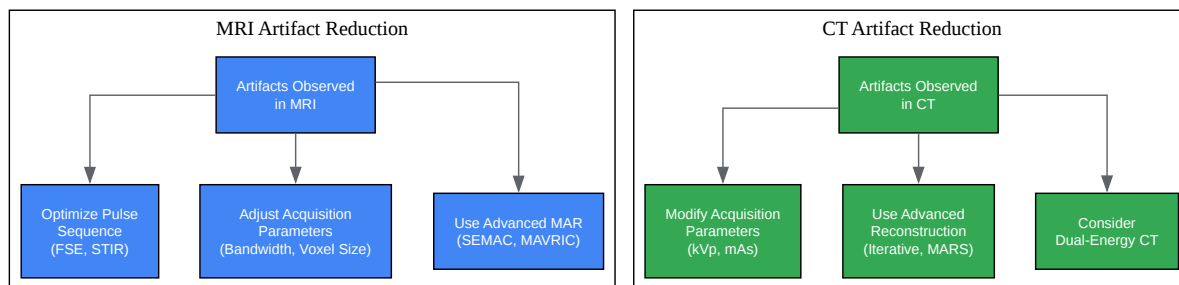 MRI Artifact Reduction
Artifacts Observed
in MRI
Optimize Pulse
Sequence
(FSE, STIR)
Adjust Acquisition
Parameters
(Bandwidth, Voxel Size)
Use Advanced MAR
(SEMAC, MAVRIC)
CT Artifact Reduction
Artifacts Observed
in CT
Modify Acquisition
Parameters
(kVp, mAs)
Use Advanced
Reconstruction
(Iterative, MARS)
Consider
Dual-Energy CT